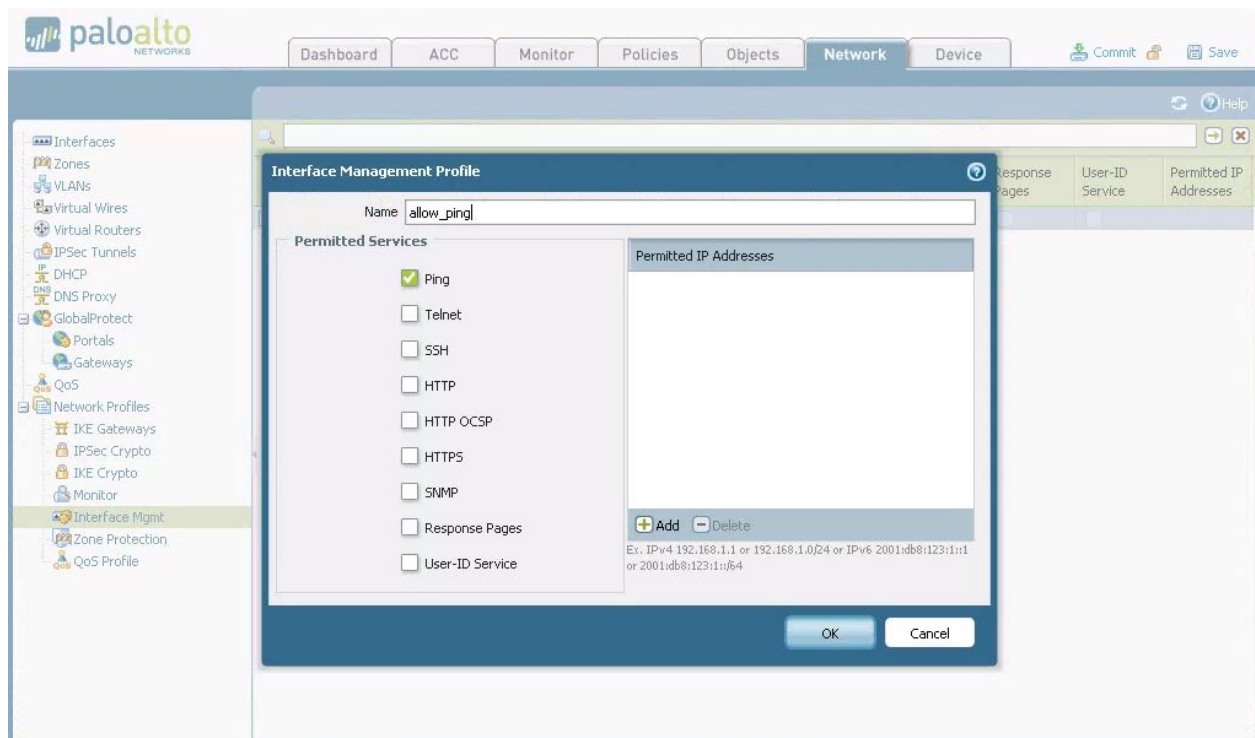 paloalto
NETWORKS
Dashboard ACC Monitor Policies Objects Network Device
Commit Save
Help
Interfaces
Zones
VLANs
Virtual Wires
Virtual Routers
IPSec Tunnels
DHCP
DNS Proxy
GlobalProtect
Portals
Gateways
QoS
Network Profiles
IKE Gateways
IPSec Crypto
IKE Crypto
Monitor
Interface Mgmt
Zone Protection
QoS Profile
Response Pages
User-ID Service
Permitted IP Addresses
Interface Management Profile
Name allow_ping
Permitted Services
Ping
Telnet
SSH
HTTP
HTTP OCSP
HTTPS
SNMP
Response Pages
User-ID Service
Permitted IP Addresses
Add Delete
Ex. IPv4 192.168.1.1 or 192.168.1.0/24 or IPv6 2001:db8:123:1::1
or 2001:db8:123:1::/64
OK Cancel